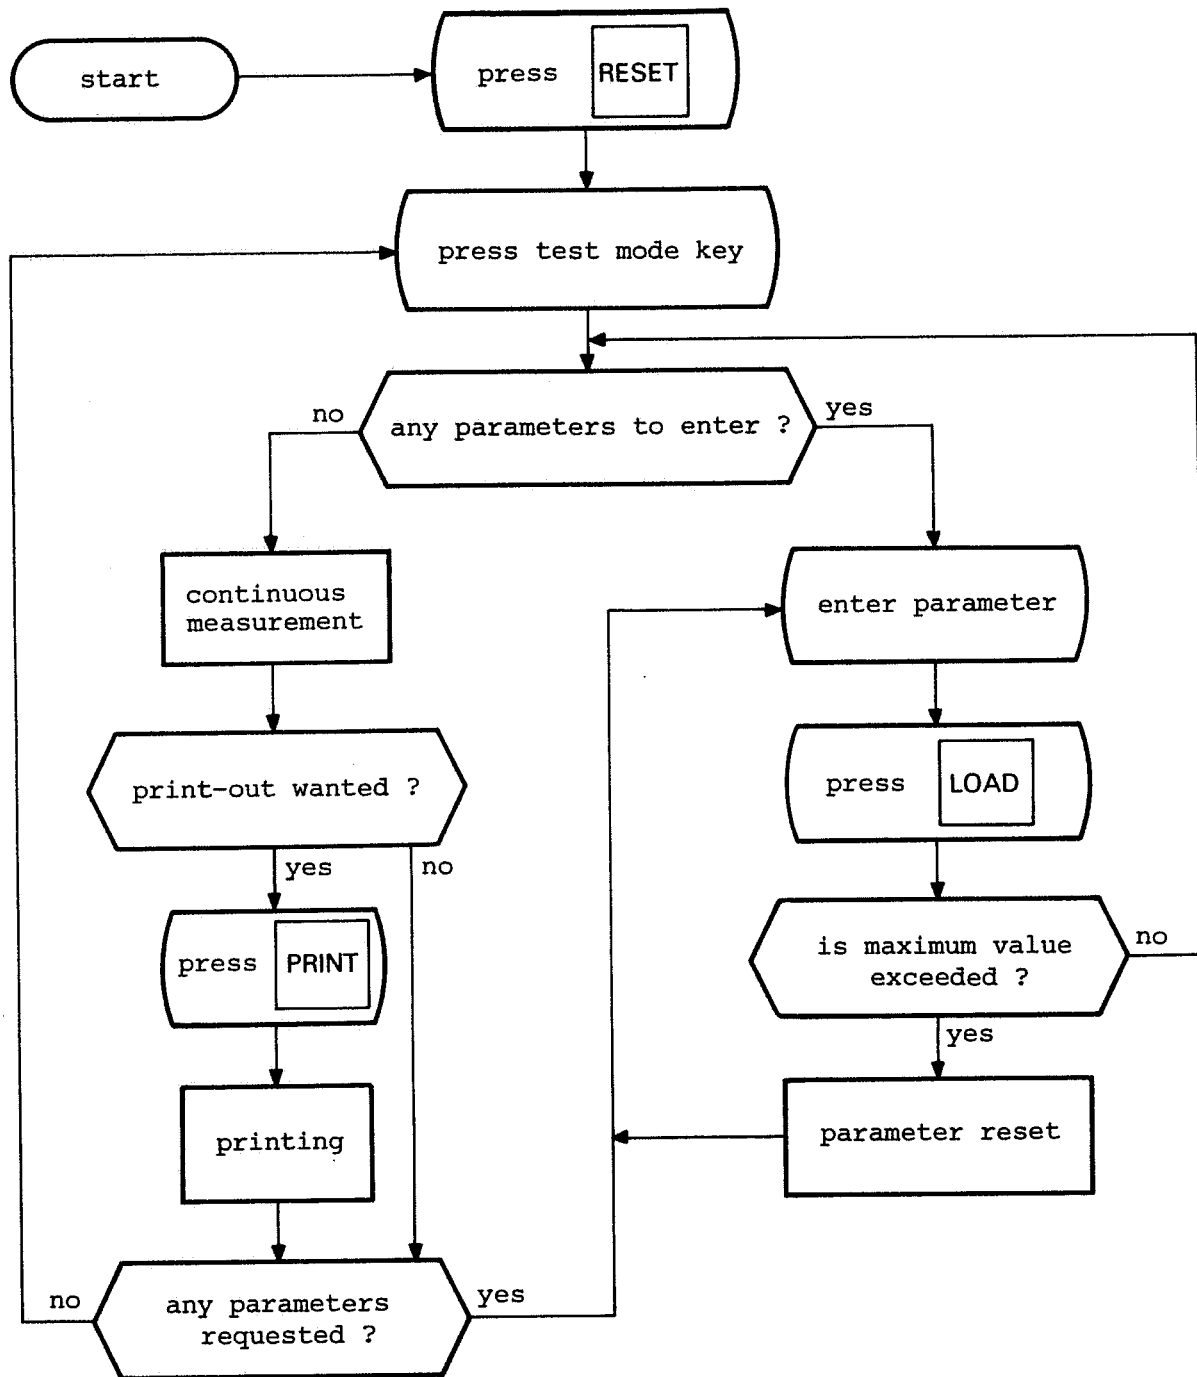 start
press RESET
press test mode key
no
yes
any parameters to enter ?
continuous
measurement
enter parameter
print-out wanted ?
press LOAD
yes
no
press PRINT
is maximum value
exceeded ?
no
yes
printing
parameter reset
no
any parameters
requested ?
yes